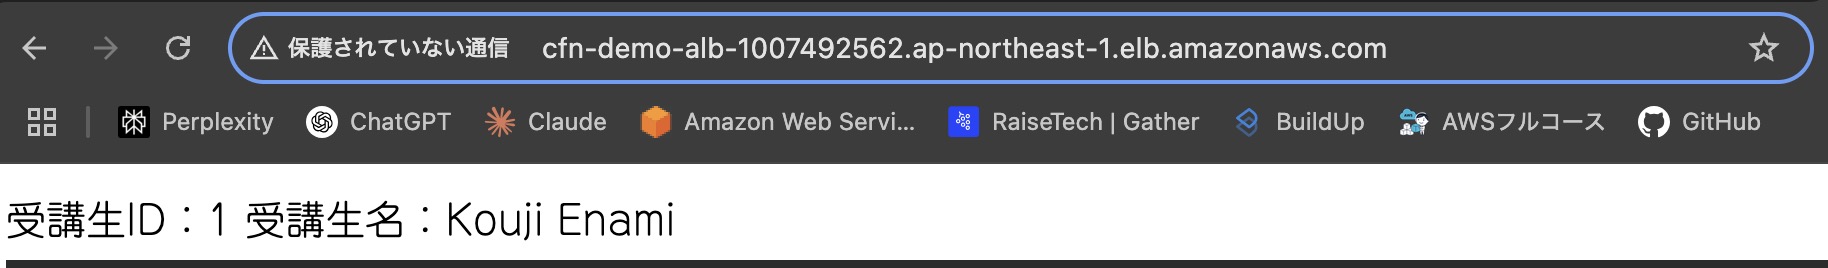 保護されていない通信 cfn-demo-alb-1007492562.ap-northeast-1.elb.amazonaws.com
Perplexity ChatGPT Claude Amazon Web Servi... RaiseTech | Gather BuildUp AWSフルコース GitHub
受講生ID：1 受講生名：Kouji Enami